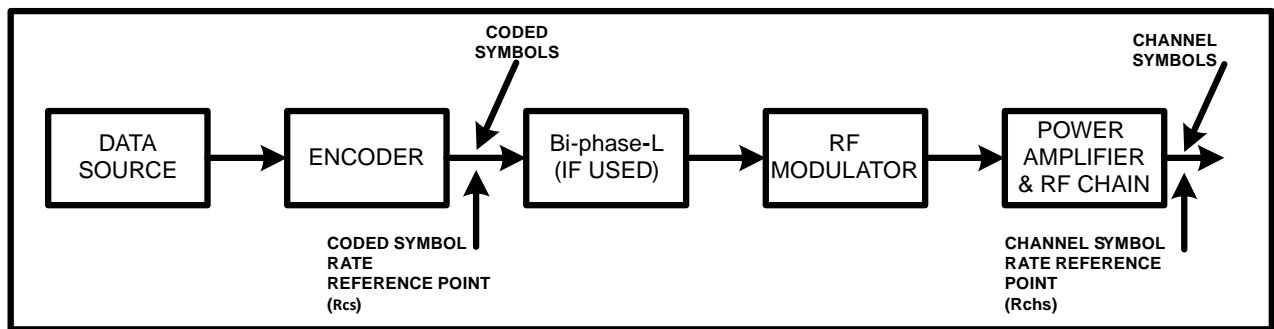 CODED
SYMBOLS
CHANNEL
SYMBOLS
DATA
SOURCE
ENCODER
Bi-phase-L
(IF USED)
RF
MODULATOR
POWER
AMPLIFIER
& RF CHAIN
CODED SYMBOL
RATE
REFERENCE POINT
(Rcs)
CHANNEL SYMBOL
RATE REFERENCE
POINT
(Rchs)